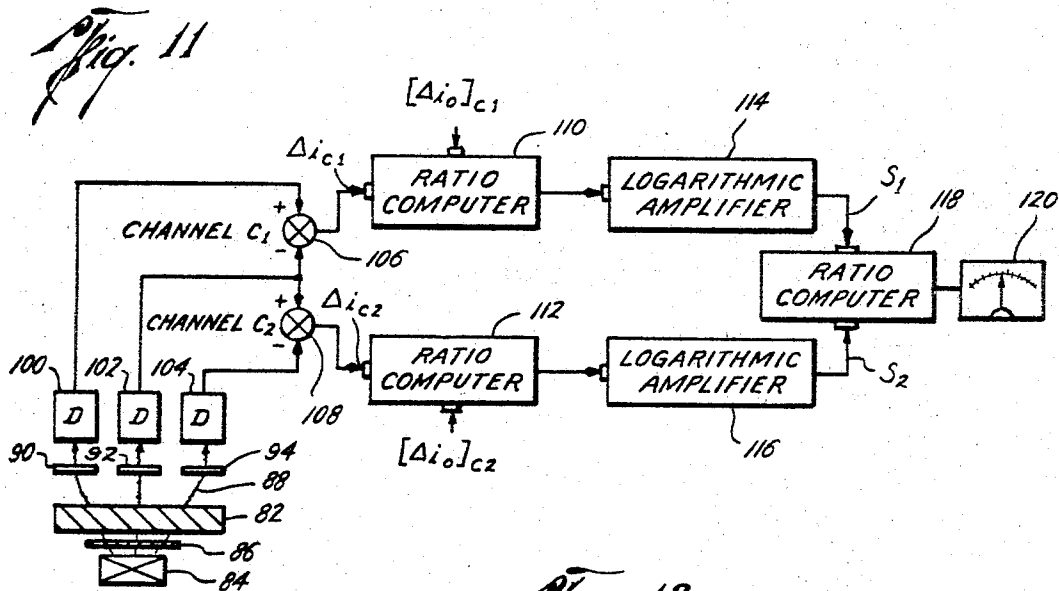 Fig. 11
[Δi₀]C1
110
114
Δic1
RATIO COMPUTER
LOGARITHMIC AMPLIFIER
S1
118
120
+
CHANNEL C1
-
106
RATIO COMPUTER
+
Δic2
112
CHANNEL C2
-
108
RATIO COMPUTER
LOGARITHMIC AMPLIFIER
S2
100
102
104
D
D
D
[Δi₀]C2
116
90
92
94
88
82
86
84